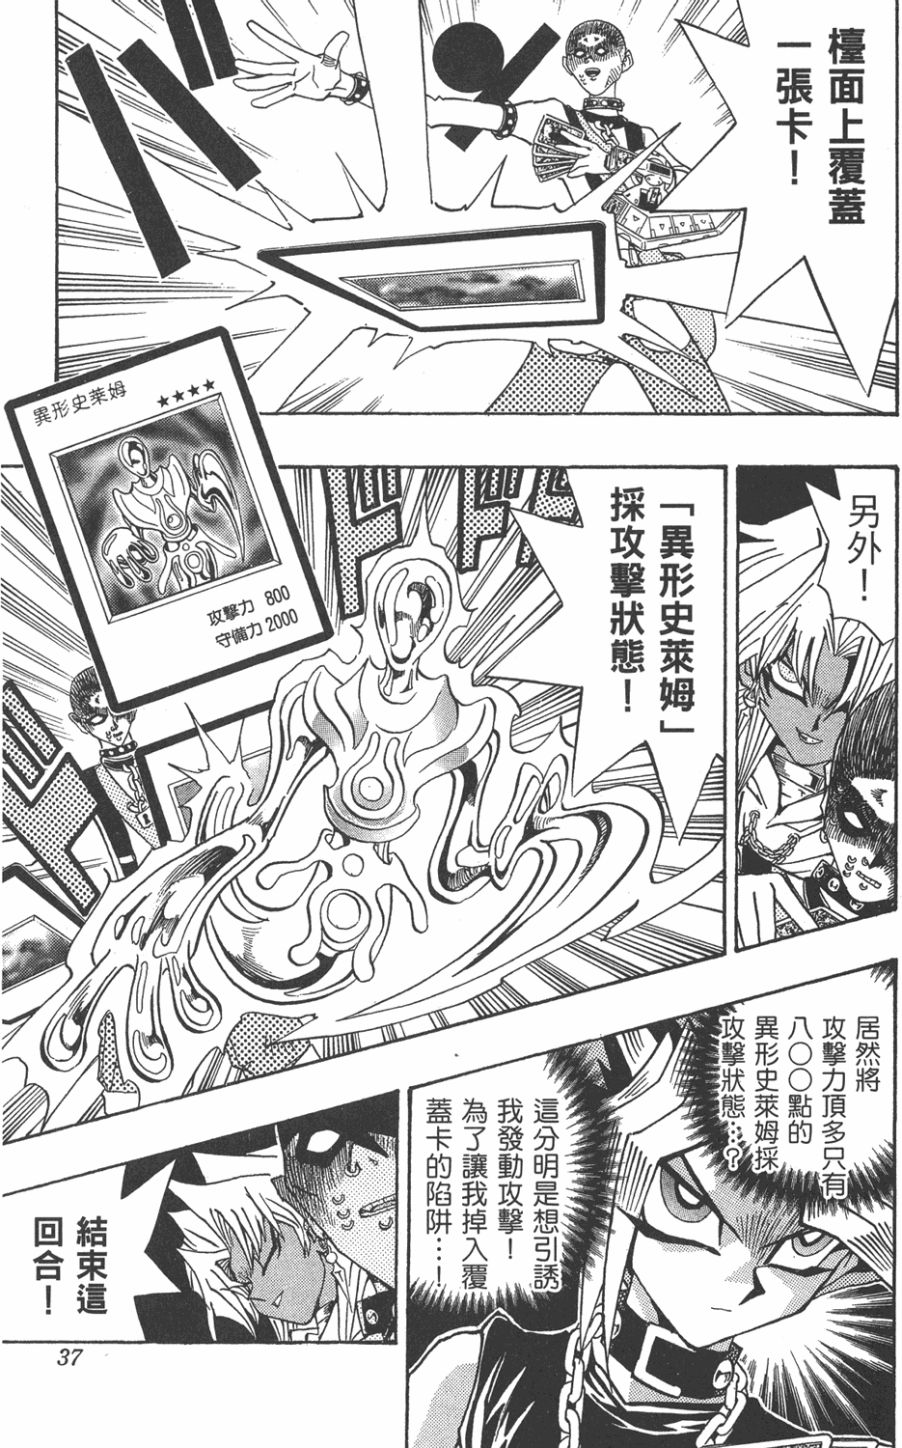 檯面上覆蓋
一張卡！
異形史萊姆
★★★★
攻擊力 800
守備力 2000
另外！
「異形史萊姆」
採攻擊狀態！
居然將
攻擊力頂多只有
八〇〇點的
異形史萊姆採
攻擊狀態…？
這分明是想引誘
我發動攻擊！
為了讓我掉入覆
蓋卡的陷阱…！
結束這
回合！
37